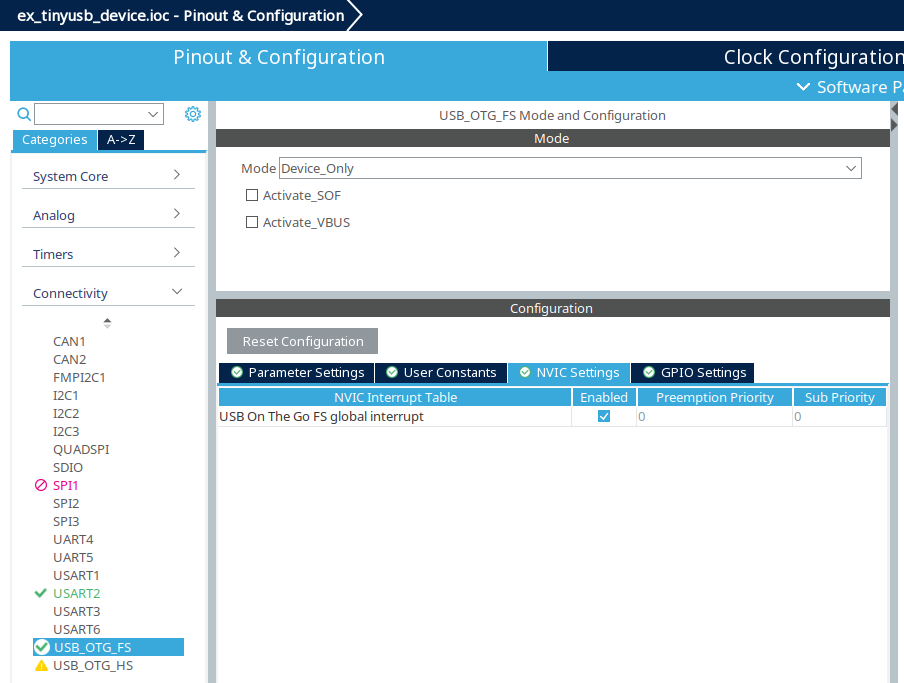 ex_tinyusb_device.ioc - Pinout & Configuration
Pinout & Configuration
Clock Configuration
Software Pa
Categories
A->Z
System Core
Analog
Timers
Connectivity
CAN1
CAN2
FMPI2C1
I2C1
I2C2
I2C3
QUADSPI
SDIO
SPI1
SPI2
SPI3
UART4
UART5
USART1
USART2
USART3
USART6
USB_OTG_FS
USB_OTG_HS
USB_OTG_FS Mode and Configuration
Mode
Mode Device_Only
Activate_SOF
Activate_VBUS
Configuration
Reset Configuration
Parameter Settings User Constants NVIC Settings GPIO Settings
NVIC Interrupt Table Enabled Preemption Priority Sub Priority
USB On The Go FS global interrupt 0 0